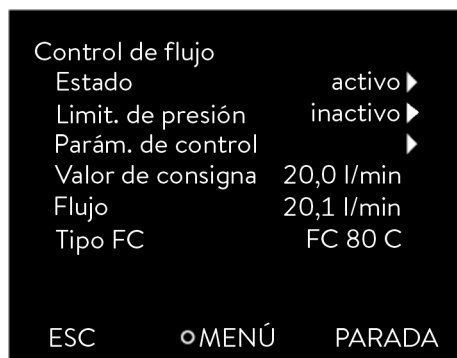 Control de flujo
Estado activo
Limit. de presión inactivo
Parám. de control
Valor de consigna 20,0 l/min
Flujo 20,1 l/min
Tipo FC FC 80 C
ESC MENÚ PARADA